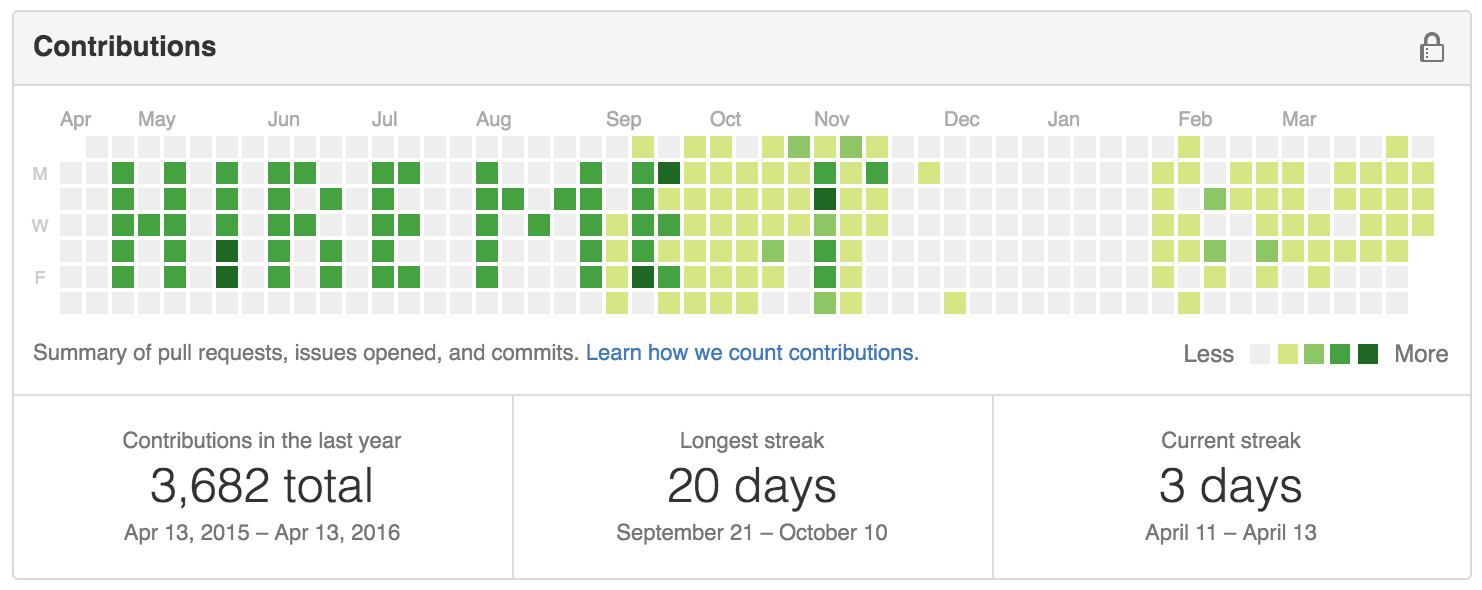 Contributions
Apr May Jun Jul Aug Sep Oct Nov Dec Jan Feb Mar
HIRE ME
M
W
F
Summary of pull requests, issues opened, and commits. Learn how we count contributions.
Less More
Contributions in the last year
3,682 total
Apr 13, 2015 – Apr 13, 2016
Longest streak
20 days
September 21 – October 10
Current streak
3 days
April 11 – April 13